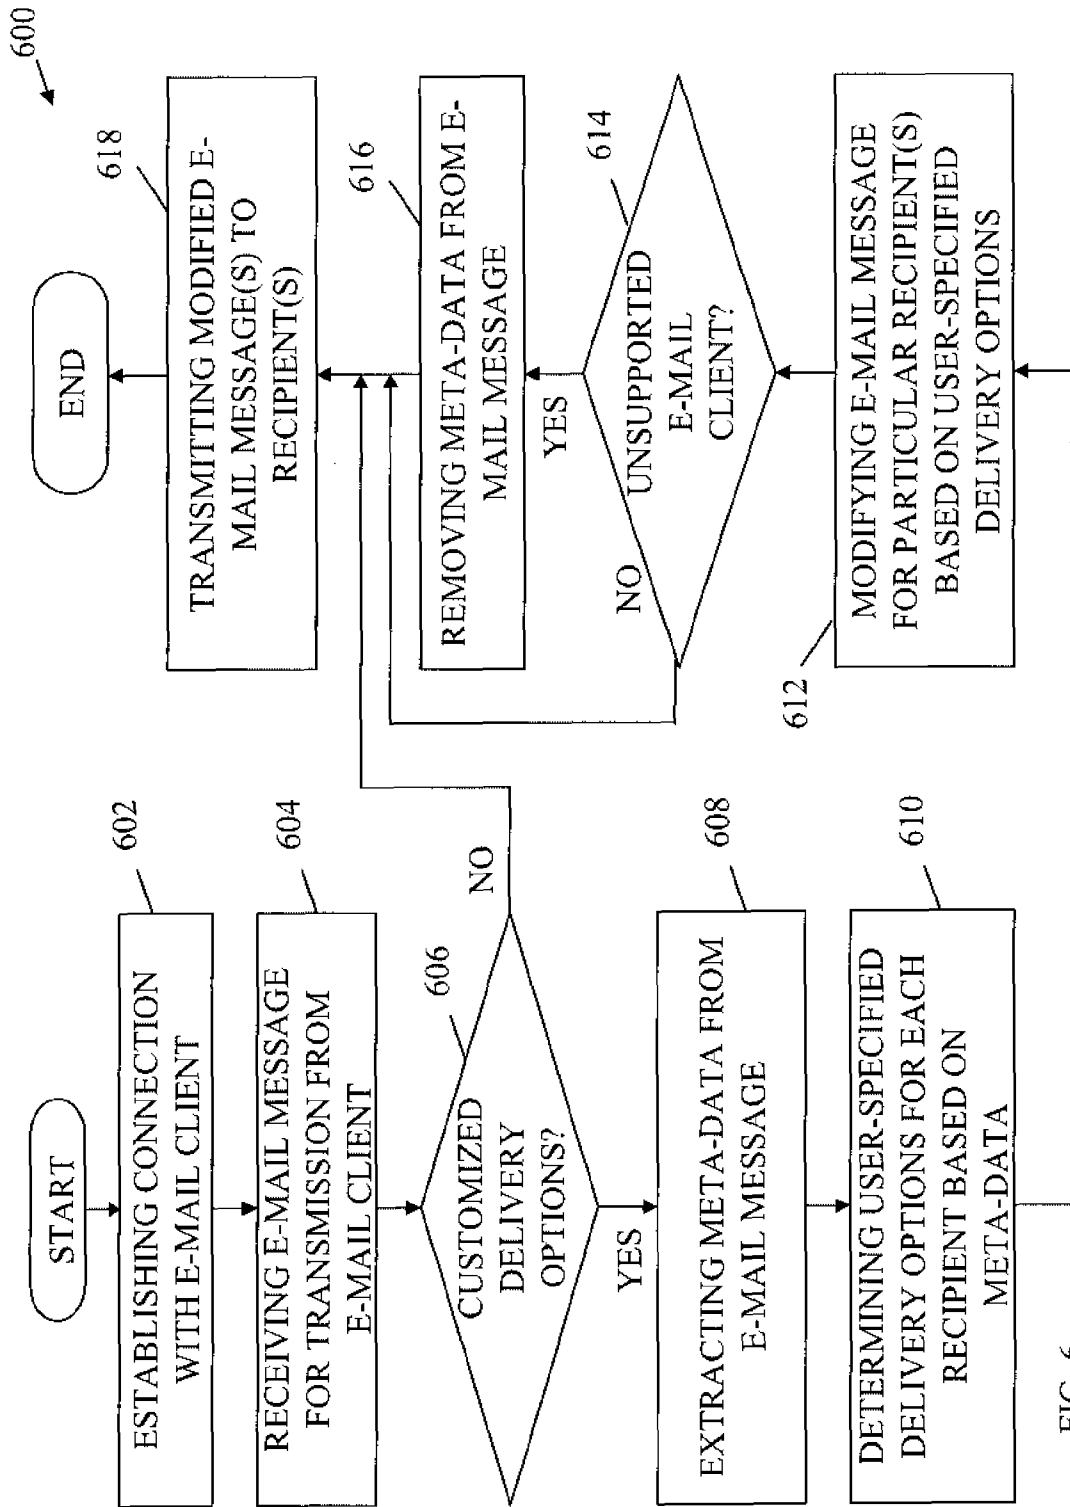 600
START
602
ESTABLISHING CONNECTION
WITH E-MAIL CLIENT
604
RECEIVING E-MAIL MESSAGE
FOR TRANSMISSION FROM
E-MAIL CLIENT
606
CUSTOMIZED
DELIVERY
OPTIONS?
NO
YES
608
EXTRACTING META-DATA FROM
E-MAIL MESSAGE
610
DETERMINING USER-SPECIFIED
DELIVERY OPTIONS FOR EACH
RECIPIENT BASED ON
META-DATA
612
MODIFYING E-MAIL MESSAGE
FOR PARTICULAR RECIPIENT(S)
BASED ON USER-SPECIFIED
DELIVERY OPTIONS
614
UNSUPPORTED
E-MAIL
CLIENT?
NO
YES
616
REMOVING META-DATA FROM E-
MAIL MESSAGE
618
TRANSMITTING MODIFIED E-
MAIL MESSAGE(S) TO
RECIPIENT(S)
END
FIG. 6